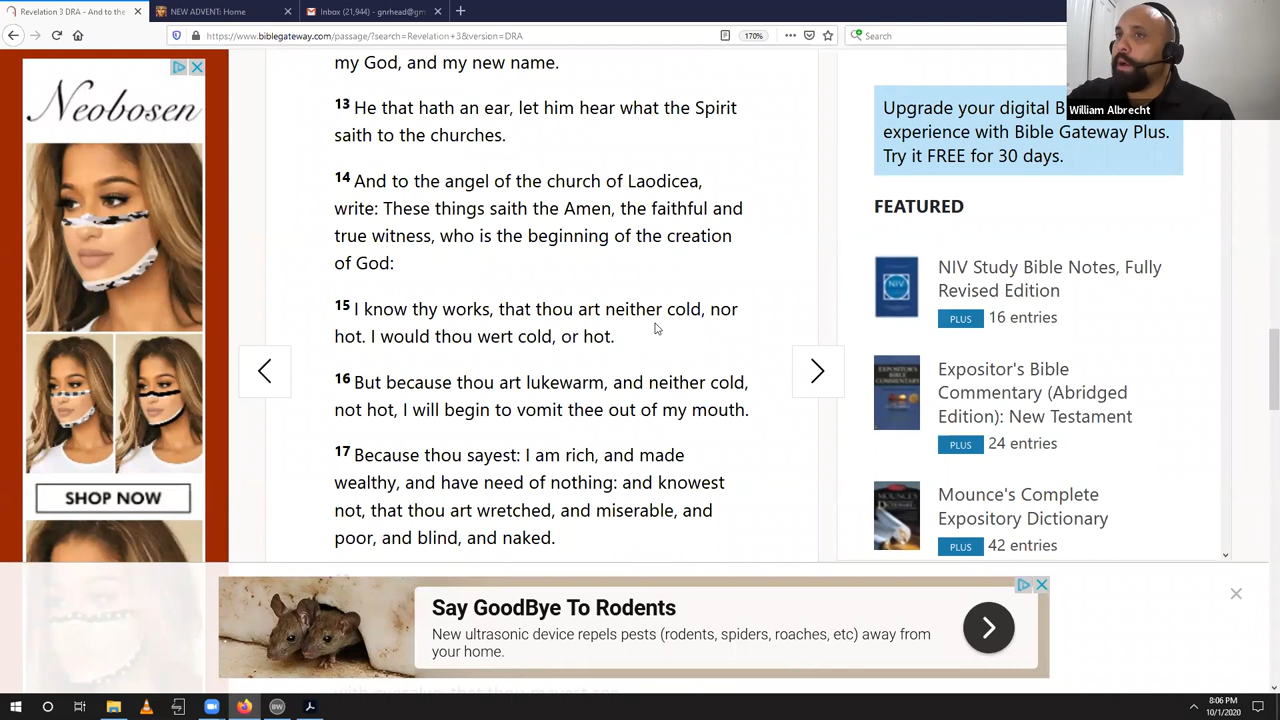 Revelation 3 DRA - And to the
NEW ADVENT: Home
Inbox (21,944) - gnrhead@gm
https://www.biblegateway.com/passage/?search=Revelation+3&version=DRA
170%
Search
William Albrecht
Neobosen
SHOP NOW
my God, and my new name.
13 He that hath an ear, let him hear what the Spirit
saith to the churches.
14 And to the angel of the church of Laodicea,
write: These things saith the Amen, the faithful and
true witness, who is the beginning of the creation
of God:
15 I know thy works, that thou art neither cold, nor
hot. I would thou wert cold, or hot.
16 But because thou art lukewarm, and neither cold,
not hot, I will begin to vomit thee out of my mouth.
17 Because thou sayest: I am rich, and made
wealthy, and have need of nothing: and knowest
not, that thou art wretched, and miserable, and
poor, and blind, and naked.
Upgrade your digital B
experience with Bible Gateway Plus.
Try it FREE for 30 days.
FEATURED
NIV Study Bible Notes, Fully
Revised Edition
PLUS 16 entries
Expositor's Bible
Commentary (Abridged
Edition): New Testament
PLUS 24 entries
Mounce's Complete
Expository Dictionary
PLUS 42 entries
Say GoodBye To Rodents
New ultrasonic device repels pests (rodents, spiders, roaches, etc) away from
your home.
NIV
BW
8:06 PM
10/1/2020